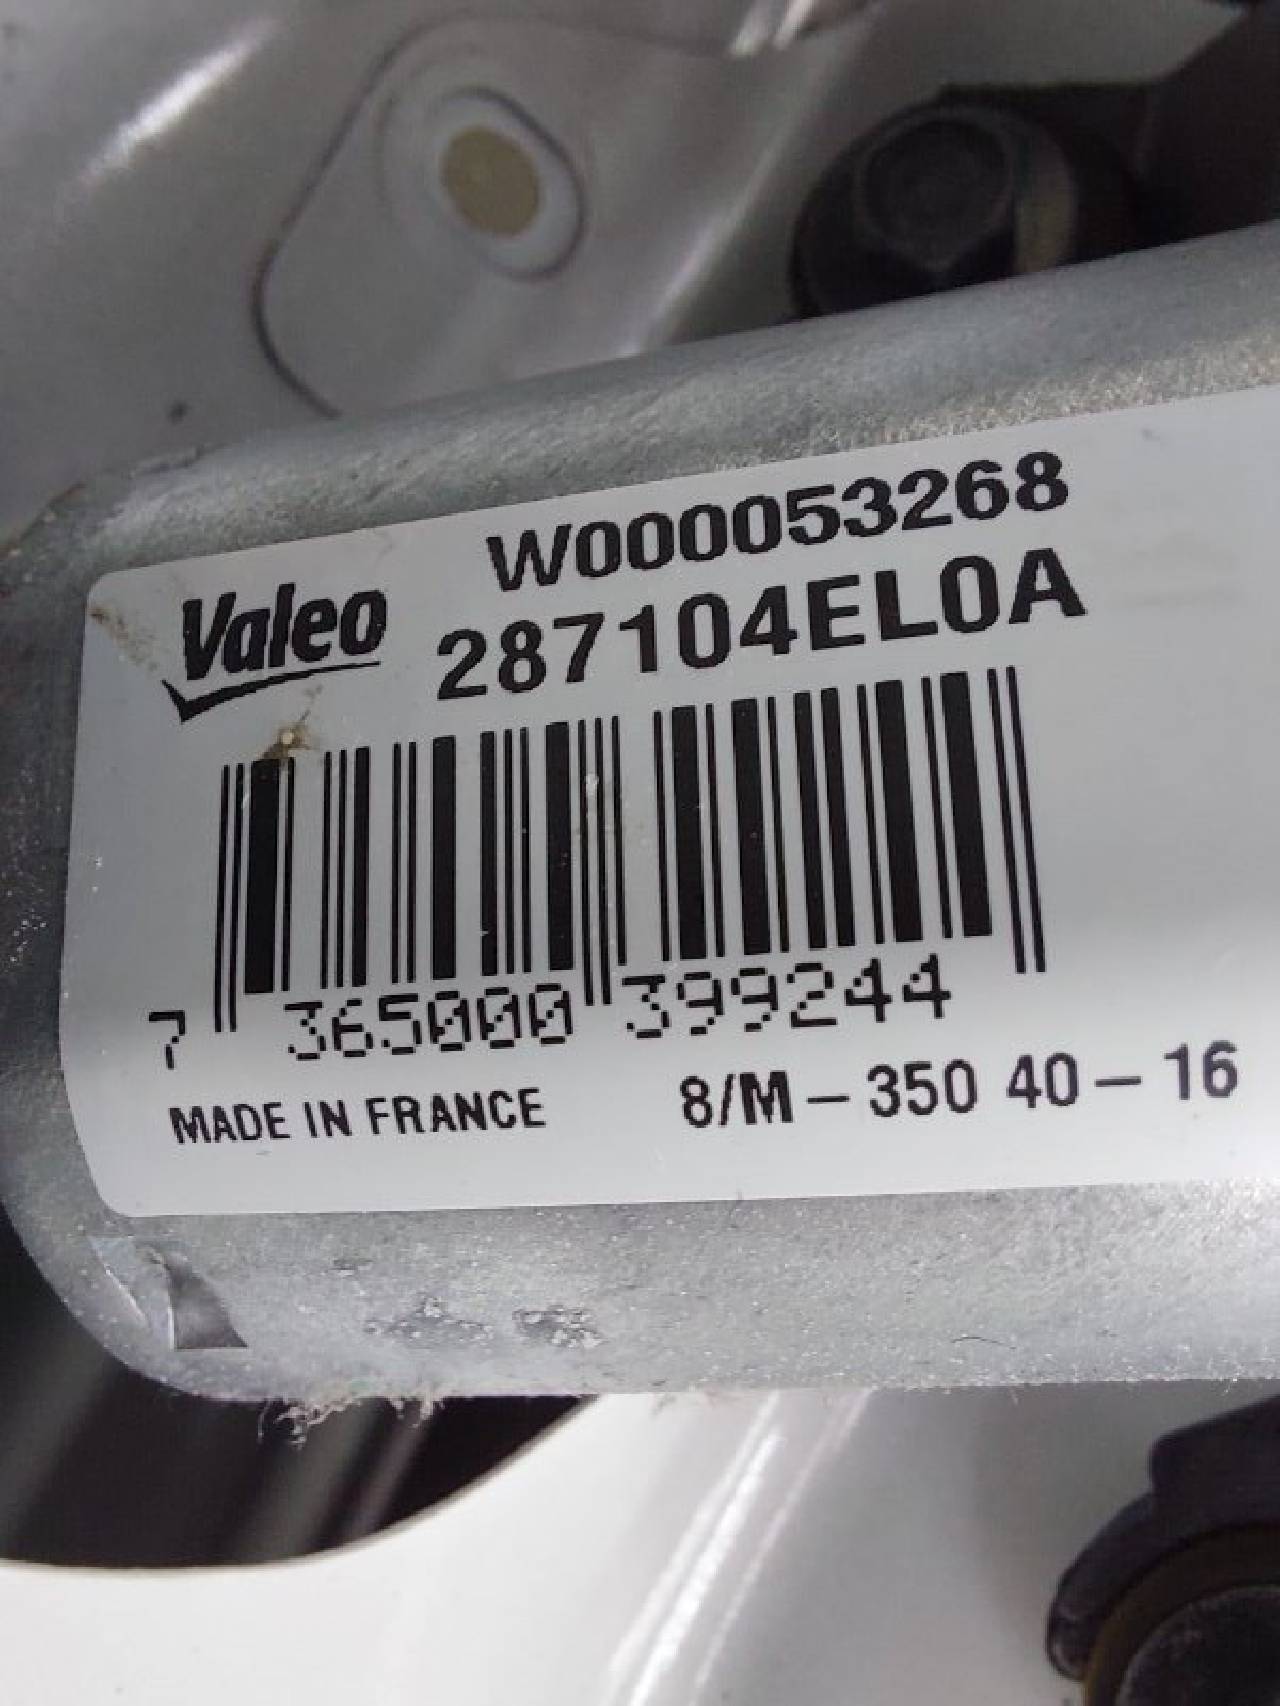 W000053268
Valeo
287104EL0A
7 365000 399244
MADE IN FRANCE 8/M-350 40-16